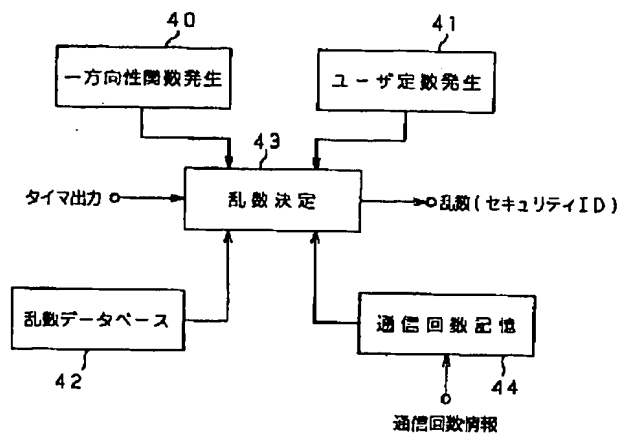 40
一方向性関数発生
41
ユーザ定数発生
43
タイマ出力
乱数決定
乱数(セキュリティID)
乱数データベース
42
通信回数記憶
44
通信回数情報